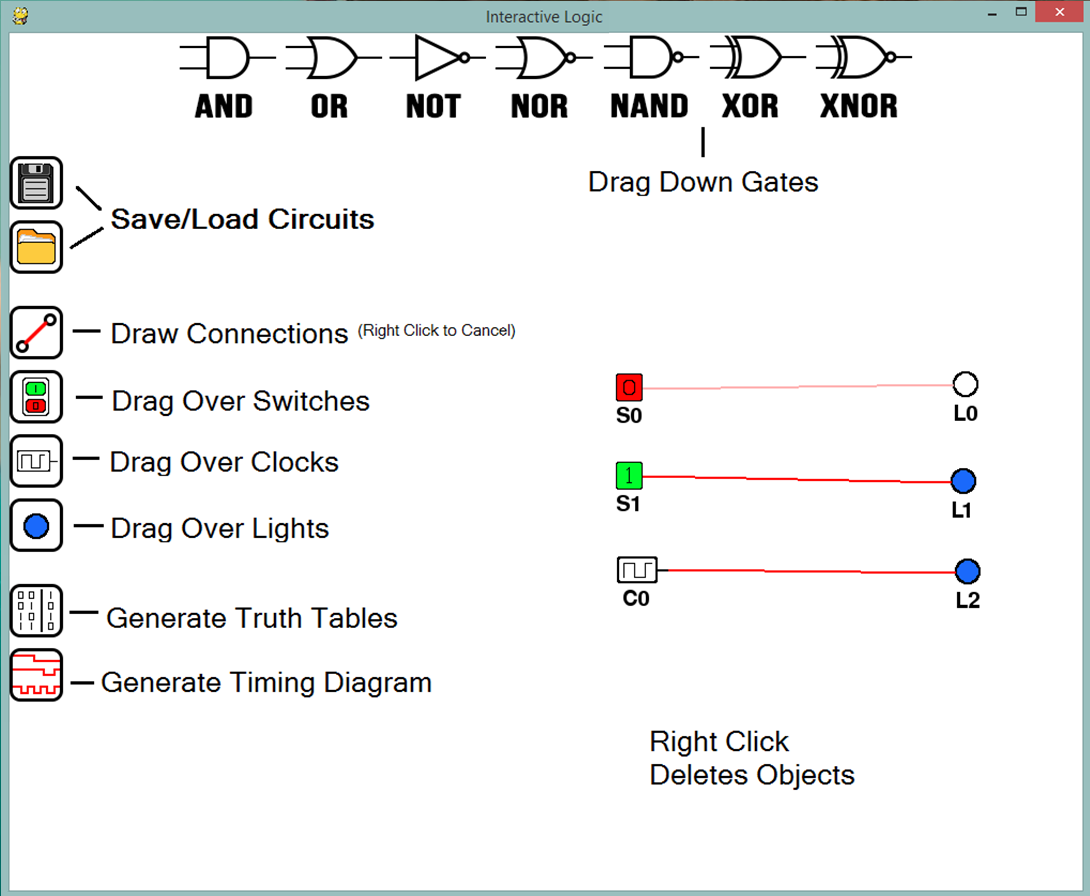 Interactive Logic
AND OR NOT NOR NAND XOR XNOR
Drag Down Gates
Save/Load Circuits
Draw Connections (Right Click to Cancel)
Drag Over Switches
Drag Over Clocks
Drag Over Lights
Generate Truth Tables
Generate Timing Diagram
0
S0 L0
1
S1 L1
C0 L2
Right Click
Deletes Objects